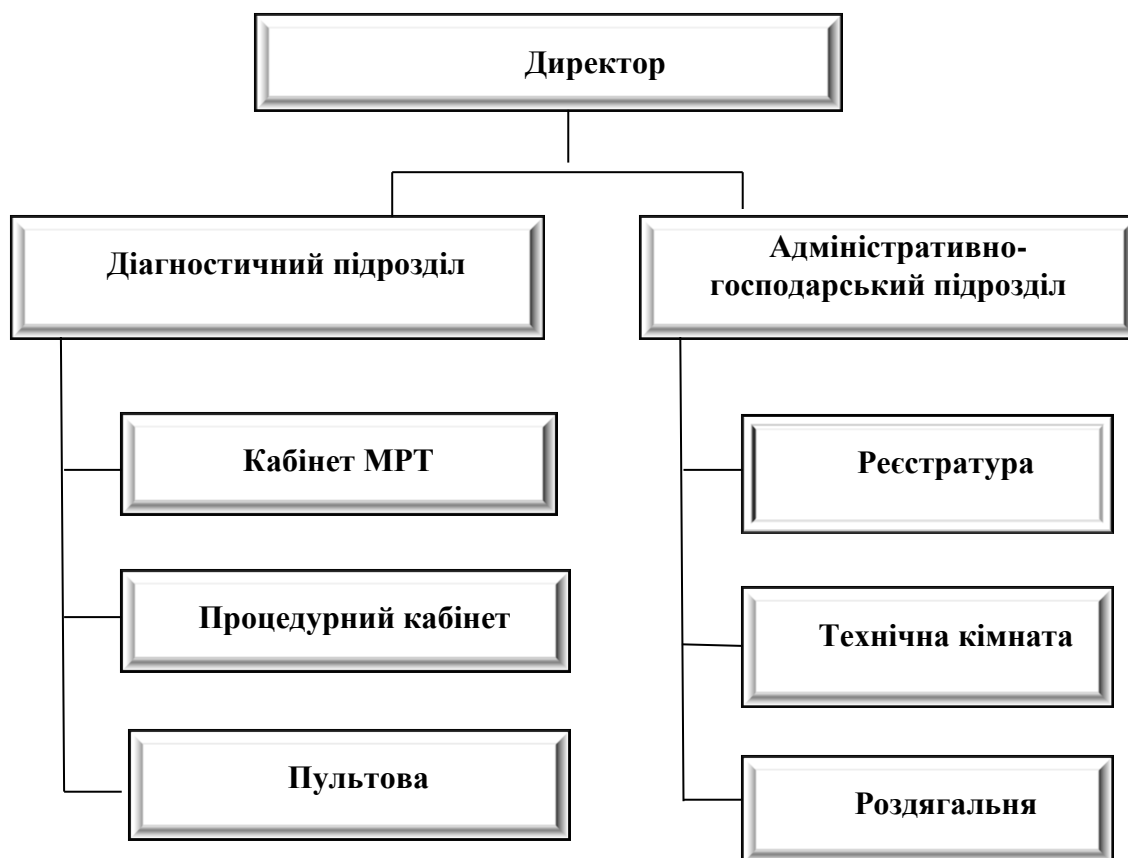 Директор
Діагностичний підрозділ
Адміністративно-
господарський підрозділ
Кабінет МРТ
Реєстратура
Процедурний кабінет
Технічна кімната
Пультова
Роздягальня